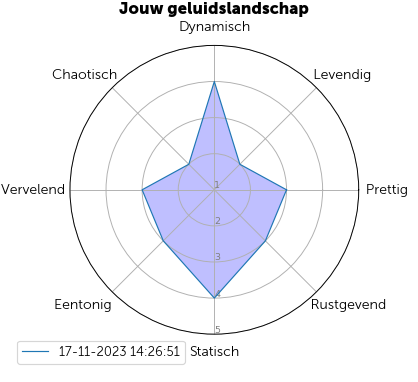 Jouw geluidslandschap
Dynamisch
Chaotisch
Levendig
Vervelend
1
Prettig
2
3
4
Eentonig
Rustgevend
5
17-11-2023 14:26:51
Statisch